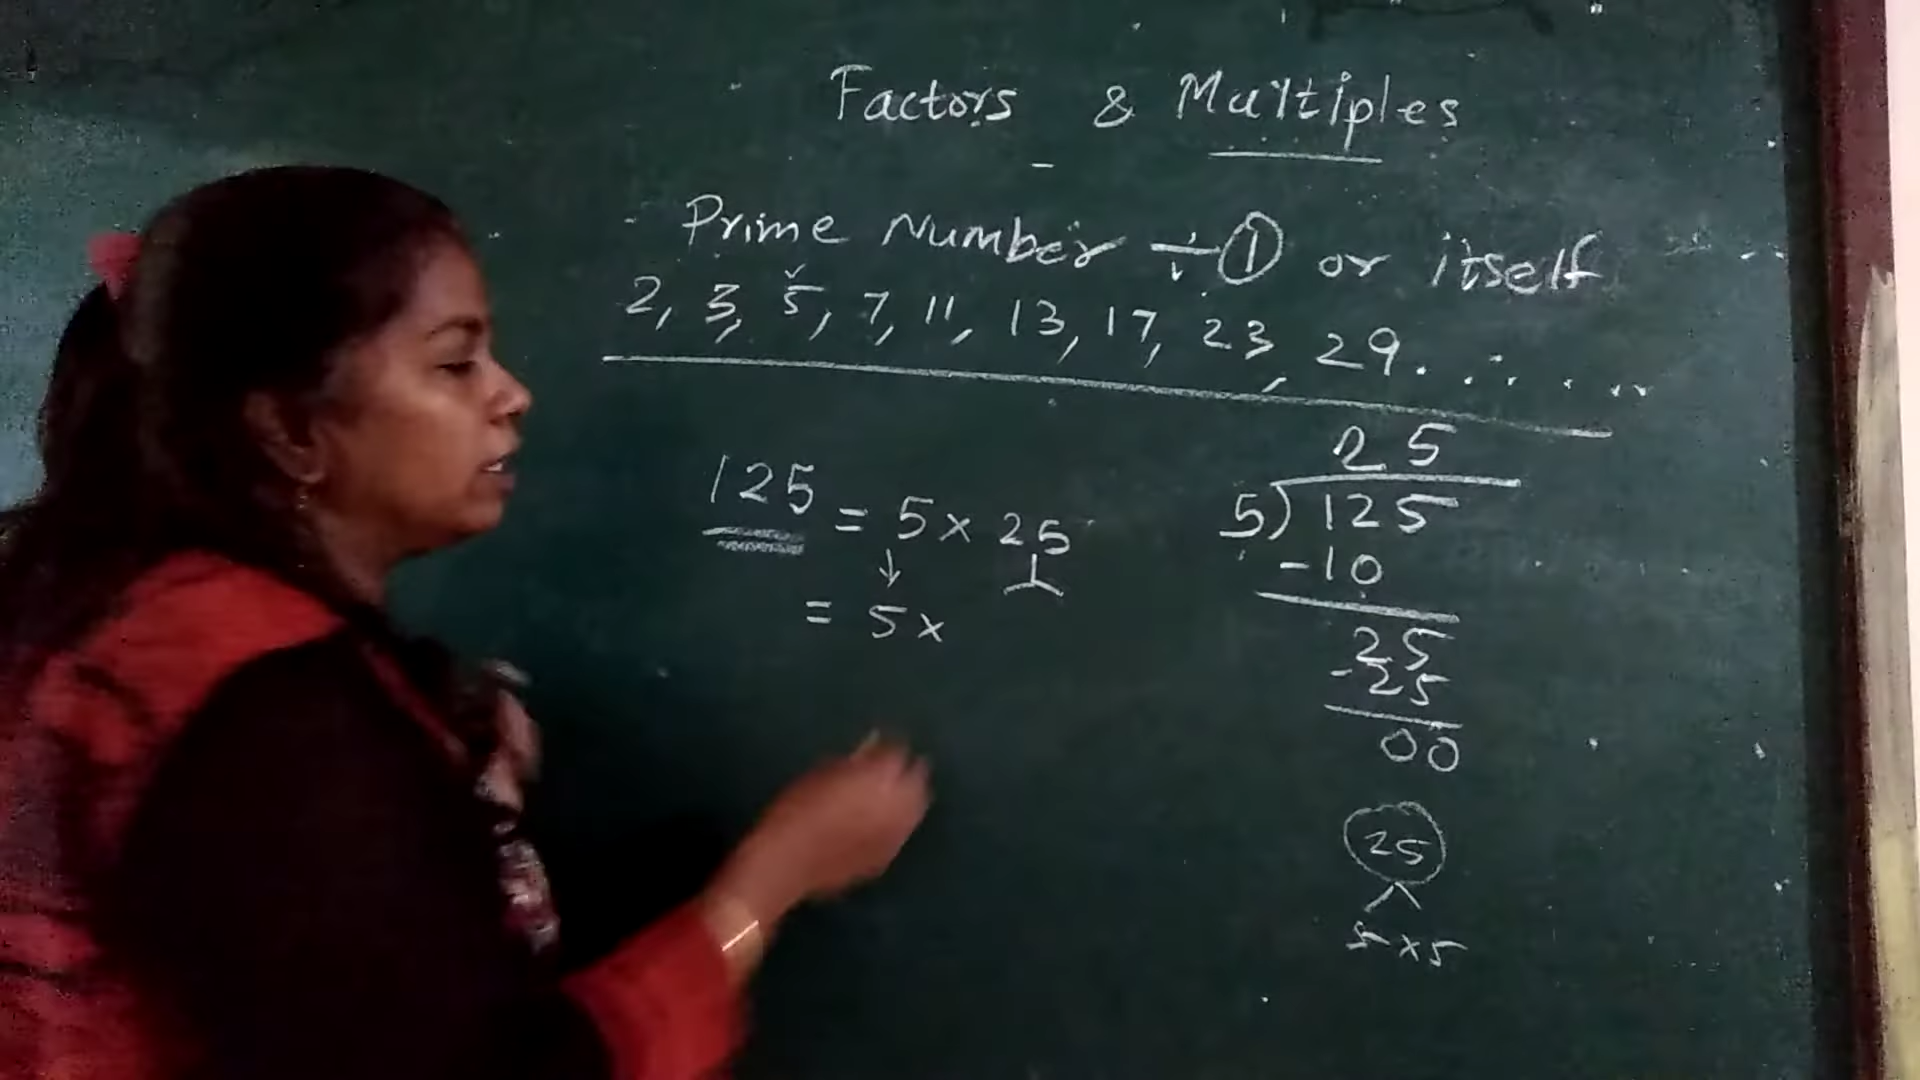 Factors & Multiples
Prime Number ÷ 1 or itself
2, 3, 5, 7, 11, 13, 17, 23, 29. . . . . . .
125 = 5 x 25
= 5 x
25
5) 125
-10
25
-25
00
25
5 x 5